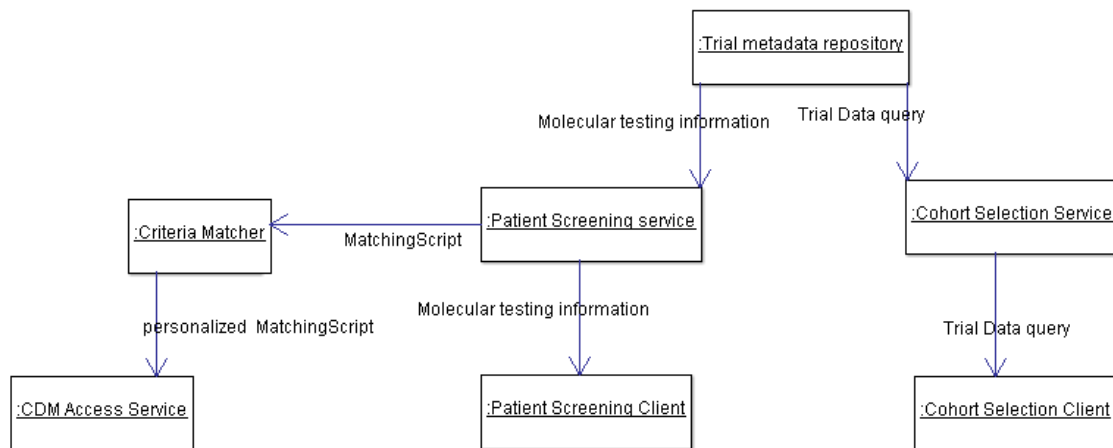 :Trial metadata repository
Molecular testing information
Trial Data query
:Patient Screening service
:Cohort Selection Service
:Criteria Matcher
MatchingScript
Molecular testing information
personalized MatchingScript
Trial Data query
:CDM Access Service
:Patient Screening Client
:Cohort Selection Client